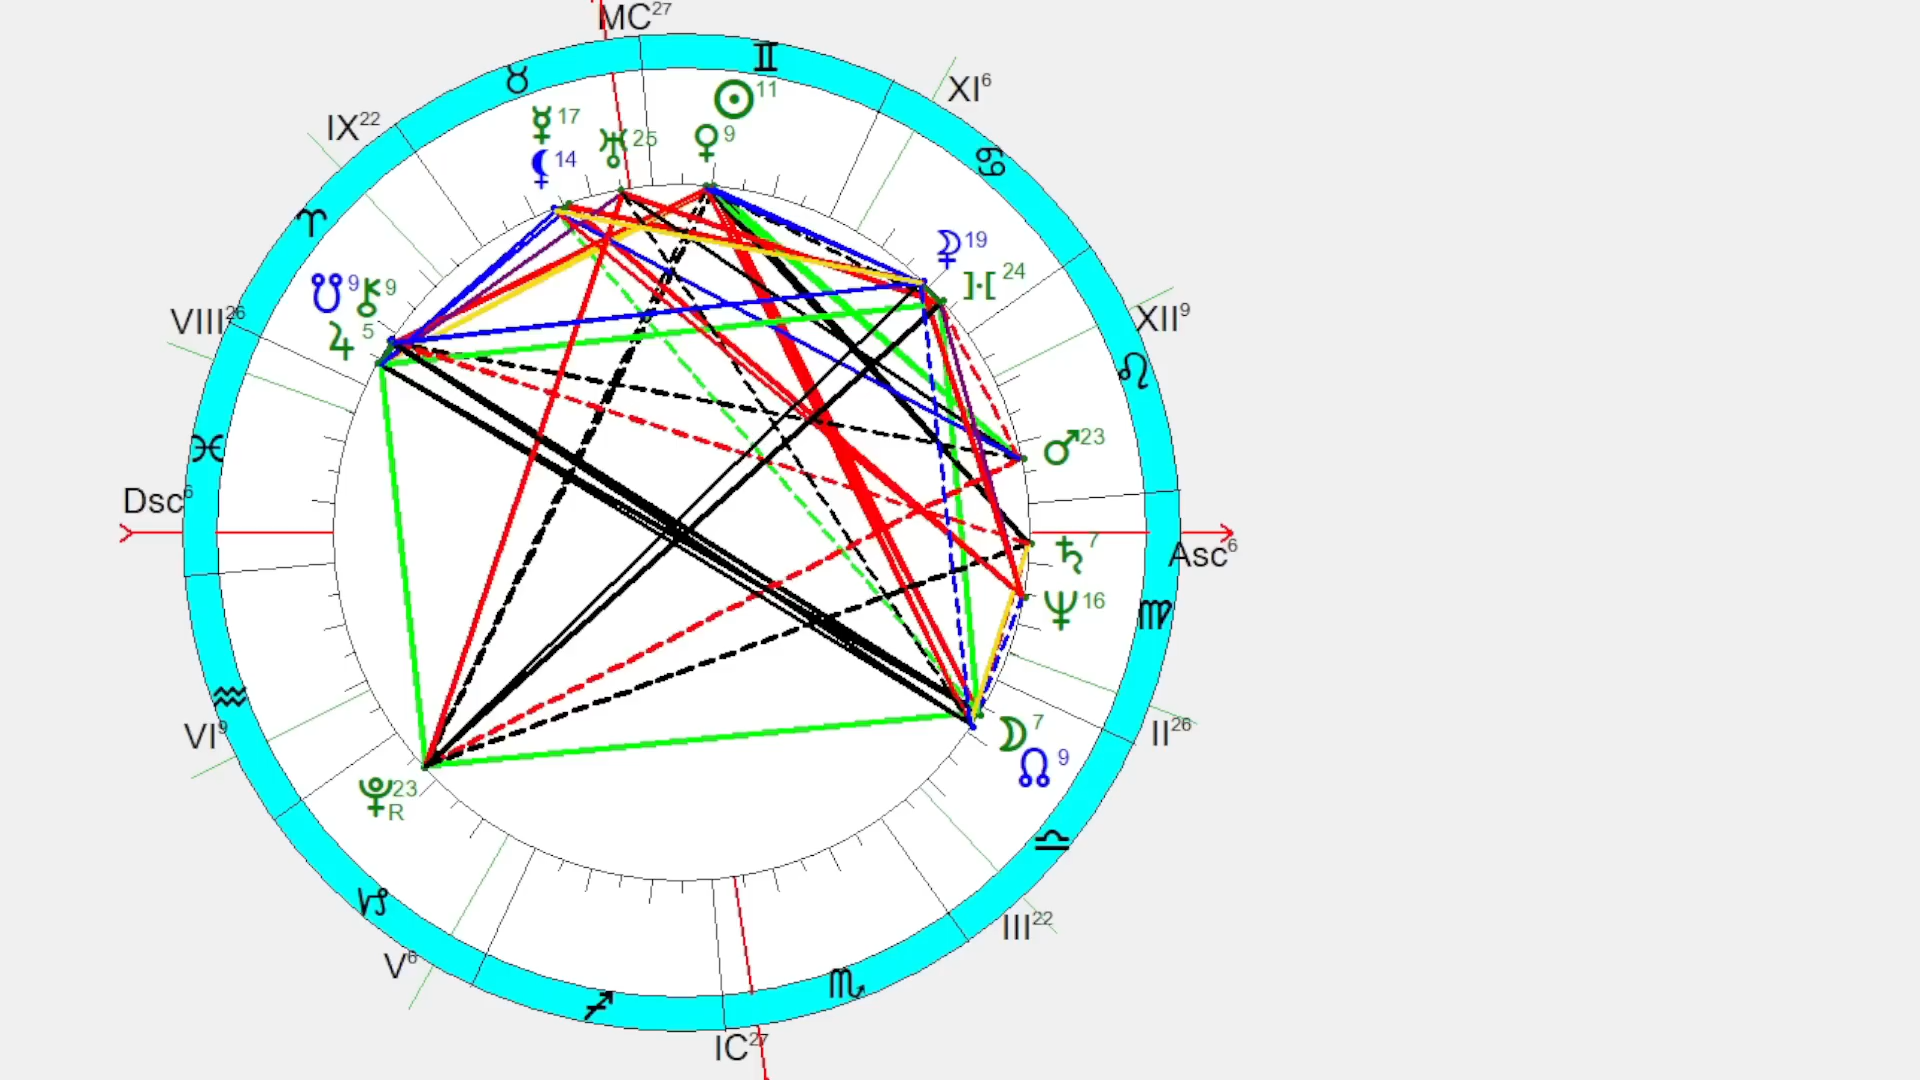 MC27
♊
♉
☉11
XI6
☿17
IX22
♅25
♀9
⚸14
♋
♈
19
]·[24
☋9
⚷9
VIII26
♃5
XII9
♌
♂23
♓
Dsc6
♄7
Asc6
♆16
♍
♒
VI9
II26
☽7
☊9
23
R
♎
♑
III22
V6
♏
♐
IC27